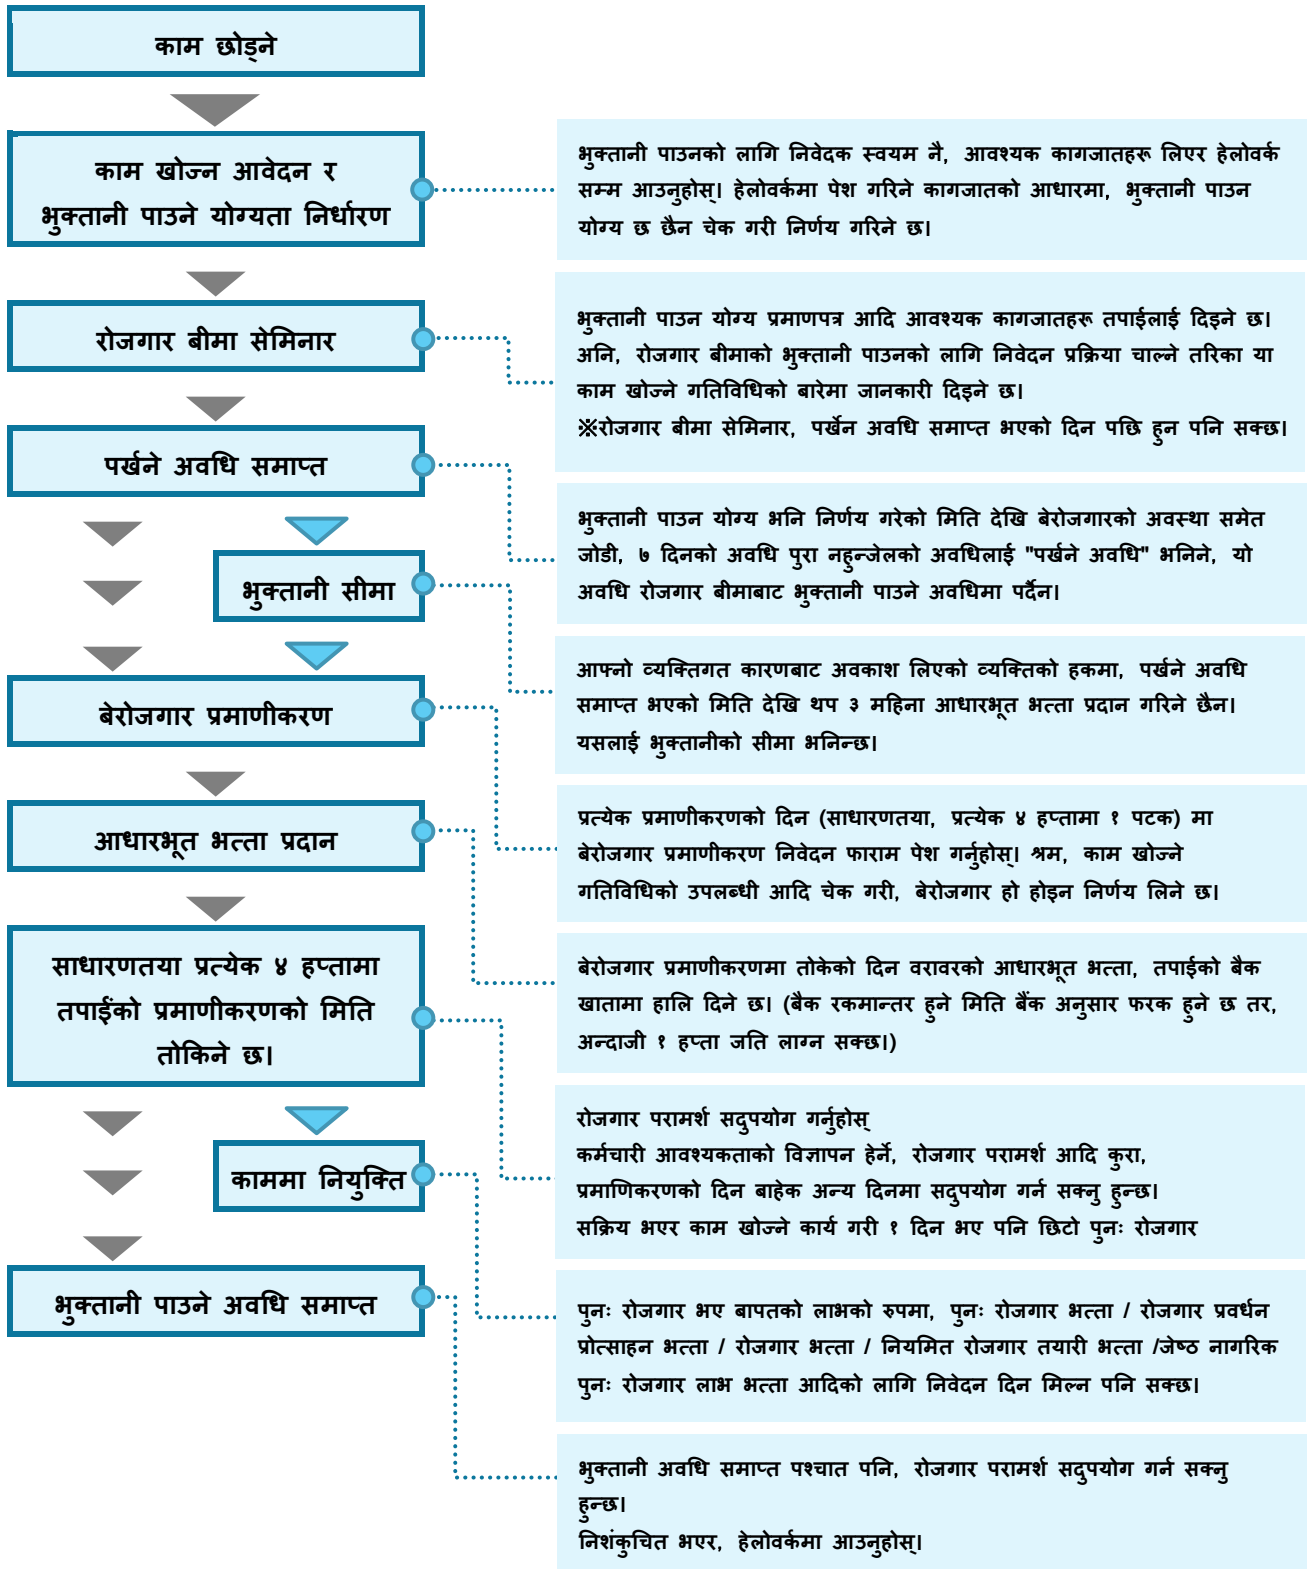 काम छोड्ने
काम खोज्न आवेदन र
भुक्तानी पाउने योग्यता निर्धारण
भुक्तानी पाउनको लागि निवेदक स्वयम नै, आवश्यक कागजातहरू लिएर हेलोवर्क
सम्म आउनुहोस्। हेलोवर्कमा पेश गरिने कागजातको आधारमा, भुक्तानी पाउन
योग्य छ छैन चेक गरी निर्णय गरिने छ।
रोजगार बीमा सेमिनार
भुक्तानी पाउन योग्य प्रमाणपत्र आदि आवश्यक कागजातहरू तपाईलाई दिइने छ।
अनि, रोजगार बीमाको भुक्तानी पाउनको लागि निवेदन प्रक्रिया चाल्ने तरिका या
काम खोज्ने गतिविधिको बारेमा जानकारी दिइने छ।
※रोजगार बीमा सेमिनार, पर्खेन अवधि समाप्त भएको दिन पछि हुन पनि सक्छ।
पर्खने अवधि समाप्त
भुक्तानी पाउन योग्य भनि निर्णय गरेको मिति देखि बेरोजगारको अवस्था समेत
जोडी, ७ दिनको अवधि पुरा नहुन्जेलको अवधिलाई "पर्खने अवधि" भनिने, यो
अवधि रोजगार बीमाबाट भुक्तानी पाउने अवधिमा पर्दैन।
भुक्तानी सीमा
आफ्नो व्यक्तिगत कारणबाट अवकाश लिएको व्यक्तिको हकमा, पर्खने अवधि
समाप्त भएको मिति देखि थप ३ महिना आधारभूत भत्ता प्रदान गरिने छैन।
यसलाई भुक्तानीको सीमा भनिन्छ।
बेरोजगार प्रमाणीकरण
प्रत्येक प्रमाणीकरणको दिन (साधारणतया, प्रत्येक ४ हप्तामा १ पटक) मा
बेरोजगार प्रमाणीकरण निवेदन फाराम पेश गर्नुहोस्। श्रम, काम खोज्ने
गतिविधिको उपलब्धी आदि चेक गरी, बेरोजगार हो होइन निर्णय लिने छ।
आधारभूत भत्ता प्रदान
बेरोजगार प्रमाणीकरणमा तोकेको दिन वरावरको आधारभूत भत्ता, तपाईको बैक
खातामा हालि दिने छ। (बैक रकमान्तर हुने मिति बैंक अनुसार फरक हुने छ तर,
अन्दाजी १ हप्ता जति लाग्न सक्छ।)
साधारणतया प्रत्येक ४ हप्तामा
तपाईंको प्रमाणीकरणको मिति
तोकिने छ।
रोजगार परामर्श सदुपयोग गर्नुहोस्
कर्मचारी आवश्यकताको विज्ञापन हेर्ने, रोजगार परामर्श आदि कुरा,
प्रमाणिकरणको दिन बाहेक अन्य दिनमा सदुपयोग गर्न सक्नु हुन्छ।
सक्रिय भएर काम खोज्ने कार्य गरी १ दिन भए पनि छिटो पुनः रोजगार
काममा नियुक्ति
पुनः रोजगार भए बापतको लाभको रुपमा, पुनः रोजगार भत्ता / रोजगार प्रवर्धन
प्रोत्साहन भत्ता / रोजगार भत्ता / नियमित रोजगार तयारी भत्ता /जेष्ठ नागरिक
पुनः रोजगार लाभ भत्ता आदिको लागि निवेदन दिन मिल्न पनि सक्छ।
भुक्तानी पाउने अवधि समाप्त
भुक्तानी अवधि समाप्त पश्चात पनि, रोजगार परामर्श सदुपयोग गर्न सक्नु
हुन्छ।
निशंकुचित भएर, हेलोवर्कमा आउनुहोस्।